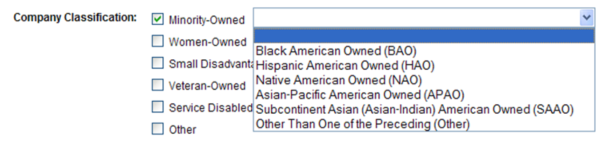 Company Classification: Minority-Owned
Women-Owned
Black American Owned (BAO)
Small Disadvant
Hispanic American Owned (HAO)
Native American Owned (NAO)
Veteran-Owned
Asian-Pacific American Owned (APAO)
Service Disabled
Subcontinent Asian (Asian-Indian) American Owned (SAAO)
Other Than One of the Preceding (Other)
Other